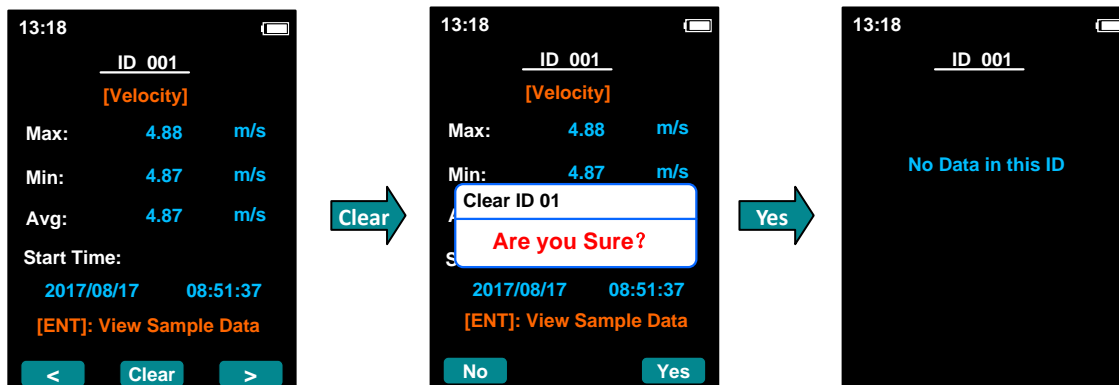 13:18
ID 001
[Velocity]
Max: 4.88 m/s
Min: 4.87 m/s
Avg: 4.87 m/s
Start Time:
2017/08/17 08:51:37
[ENT]: View Sample Data
< Clear >
Clear
13:18
ID 001
[Velocity]
Max: 4.88 m/s
Min: 4.87 m/s
Clear ID 01
Are you Sure？
2017/08/17 08:51:37
[ENT]: View Sample Data
No Yes
Yes
13:18
ID 001
No Data in this ID